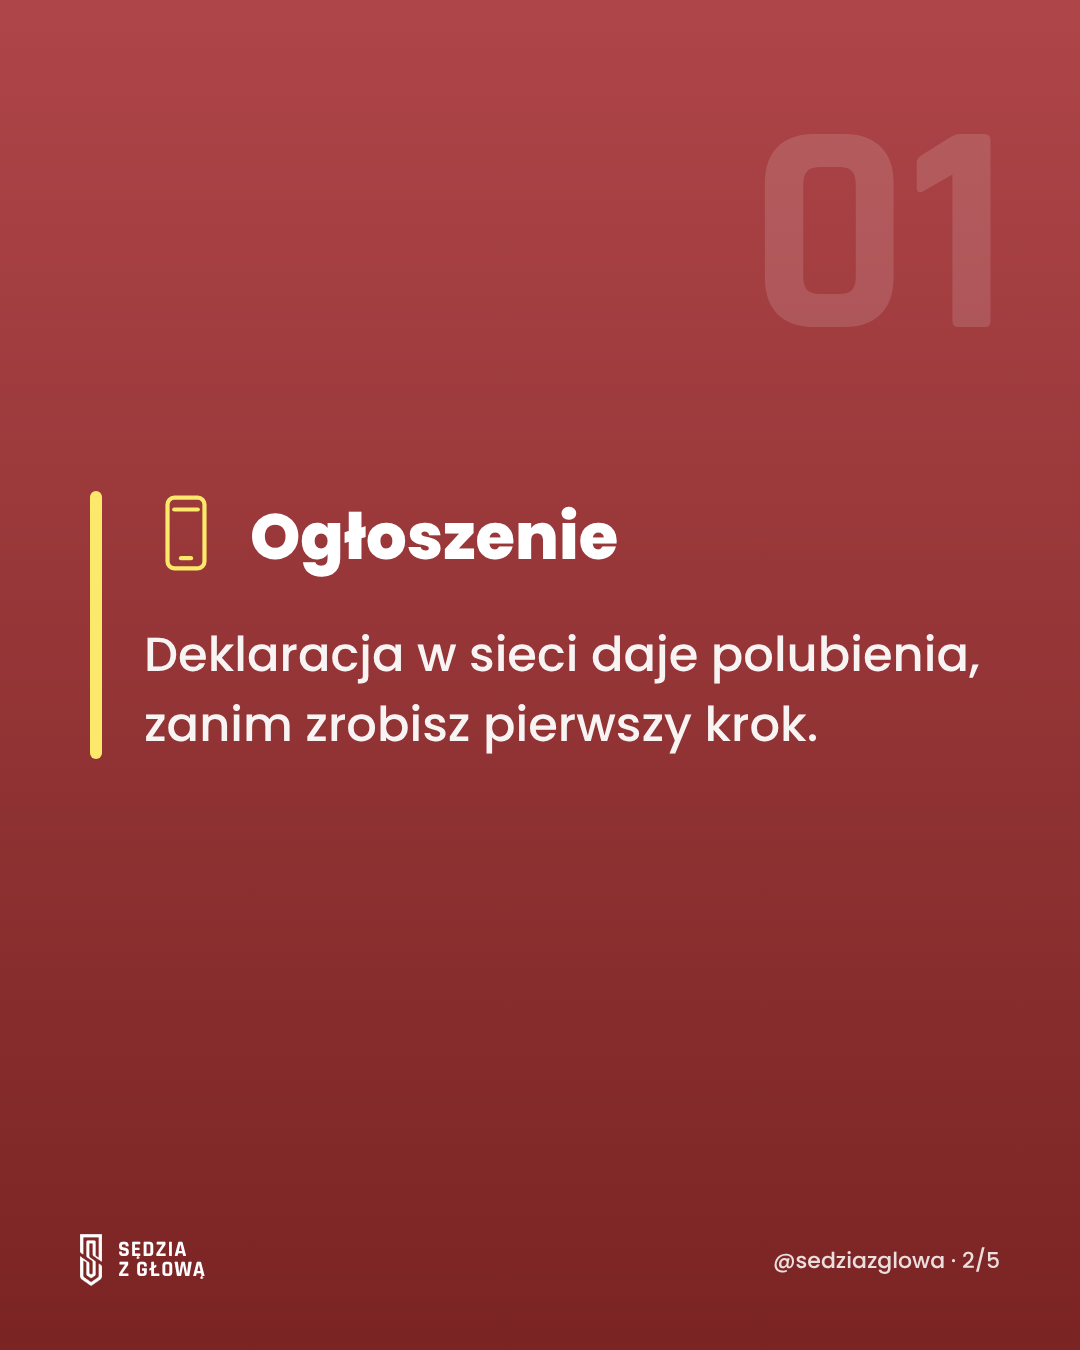 01
Ogłoszenie
Deklaracja w sieci daje polubienia,
zanim zrobisz pierwszy krok.
SĘDZIA
Z GŁOWĄ
@sedziazglowa · 2/5